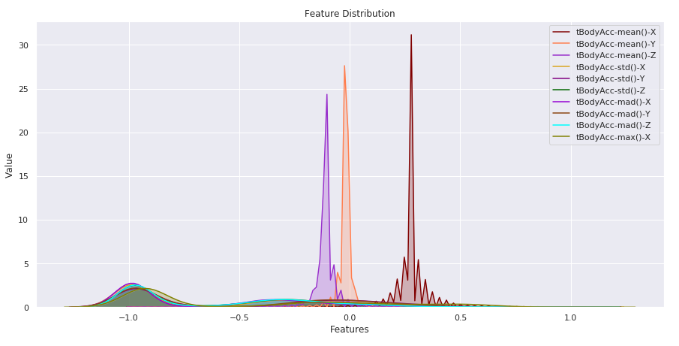 Feature Distribution
Value
30
25
20
15
10
5
0
−1.0
−0.5
0.0
0.5
1.0
Features
tBodyAcc-mean()-X
tBodyAcc-mean()-Y
tBodyAcc-mean()-Z
tBodyAcc-std()-X
tBodyAcc-std()-Y
tBodyAcc-std()-Z
tBodyAcc-mad()-X
tBodyAcc-mad()-Y
tBodyAcc-mad()-Z
tBodyAcc-max()-X